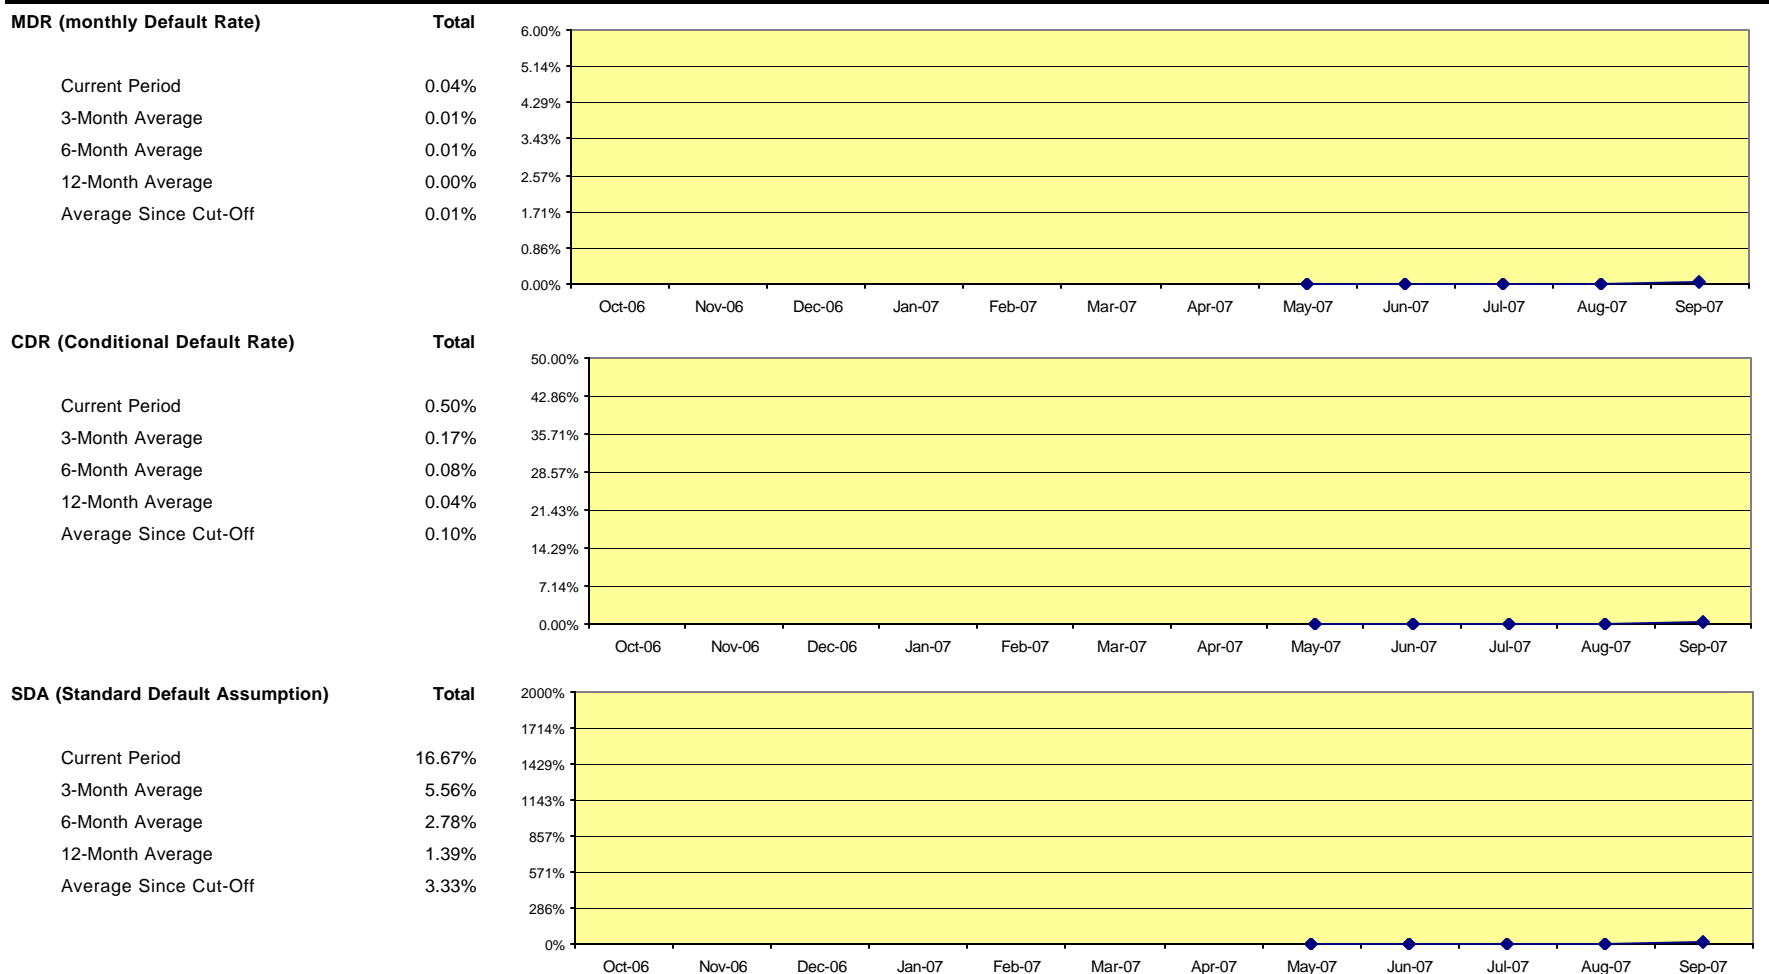 MDR (monthly Default Rate) Total
Current Period 0.04%
3-Month Average 0.01%
6-Month Average 0.01%
12-Month Average 0.00%
Average Since Cut-Off 0.01%
6.00%
5.14%
4.29%
3.43%
2.57%
1.71%
0.86%
0.00%
Oct-06 Nov-06 Dec-06 Jan-07 Feb-07 Mar-07 Apr-07 May-07 Jun-07 Jul-07 Aug-07 Sep-07
CDR (Conditional Default Rate) Total
Current Period 0.50%
3-Month Average 0.17%
6-Month Average 0.08%
12-Month Average 0.04%
Average Since Cut-Off 0.10%
50.00%
42.86%
35.71%
28.57%
21.43%
14.29%
7.14%
0.00%
Oct-06 Nov-06 Dec-06 Jan-07 Feb-07 Mar-07 Apr-07 May-07 Jun-07 Jul-07 Aug-07 Sep-07
SDA (Standard Default Assumption) Total
Current Period 16.67%
3-Month Average 5.56%
6-Month Average 2.78%
12-Month Average 1.39%
Average Since Cut-Off 3.33%
2000%
1714%
1429%
1143%
857%
571%
286%
0%
Oct-06 Nov-06 Dec-06 Jan-07 Feb-07 Mar-07 Apr-07 May-07 Jun-07 Jul-07 Aug-07 Sep-07